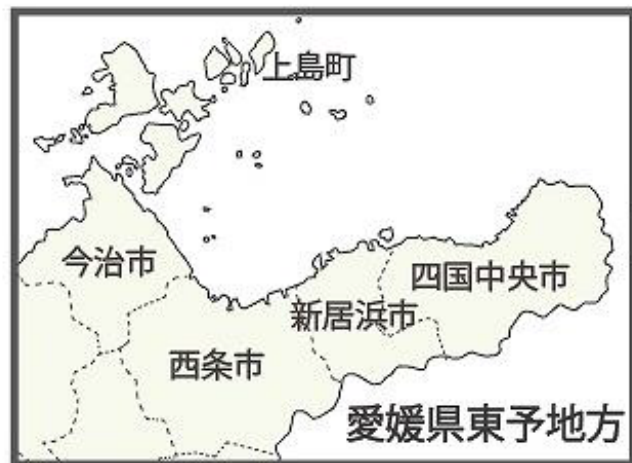 上島町
今治市
四国中央市
新居浜市
西条市
愛媛県東予地方